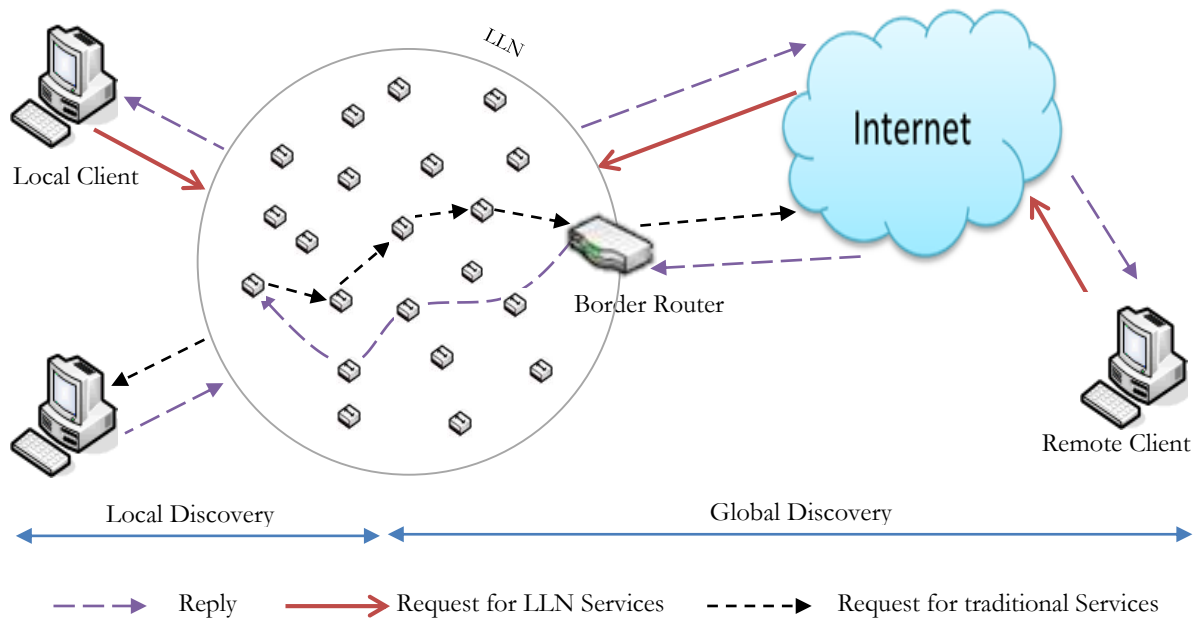 LLN
Internet
Local Client
Border Router
Remote Client
Local Discovery
Global Discovery
Reply
Request for LLN Services
Request for traditional Services